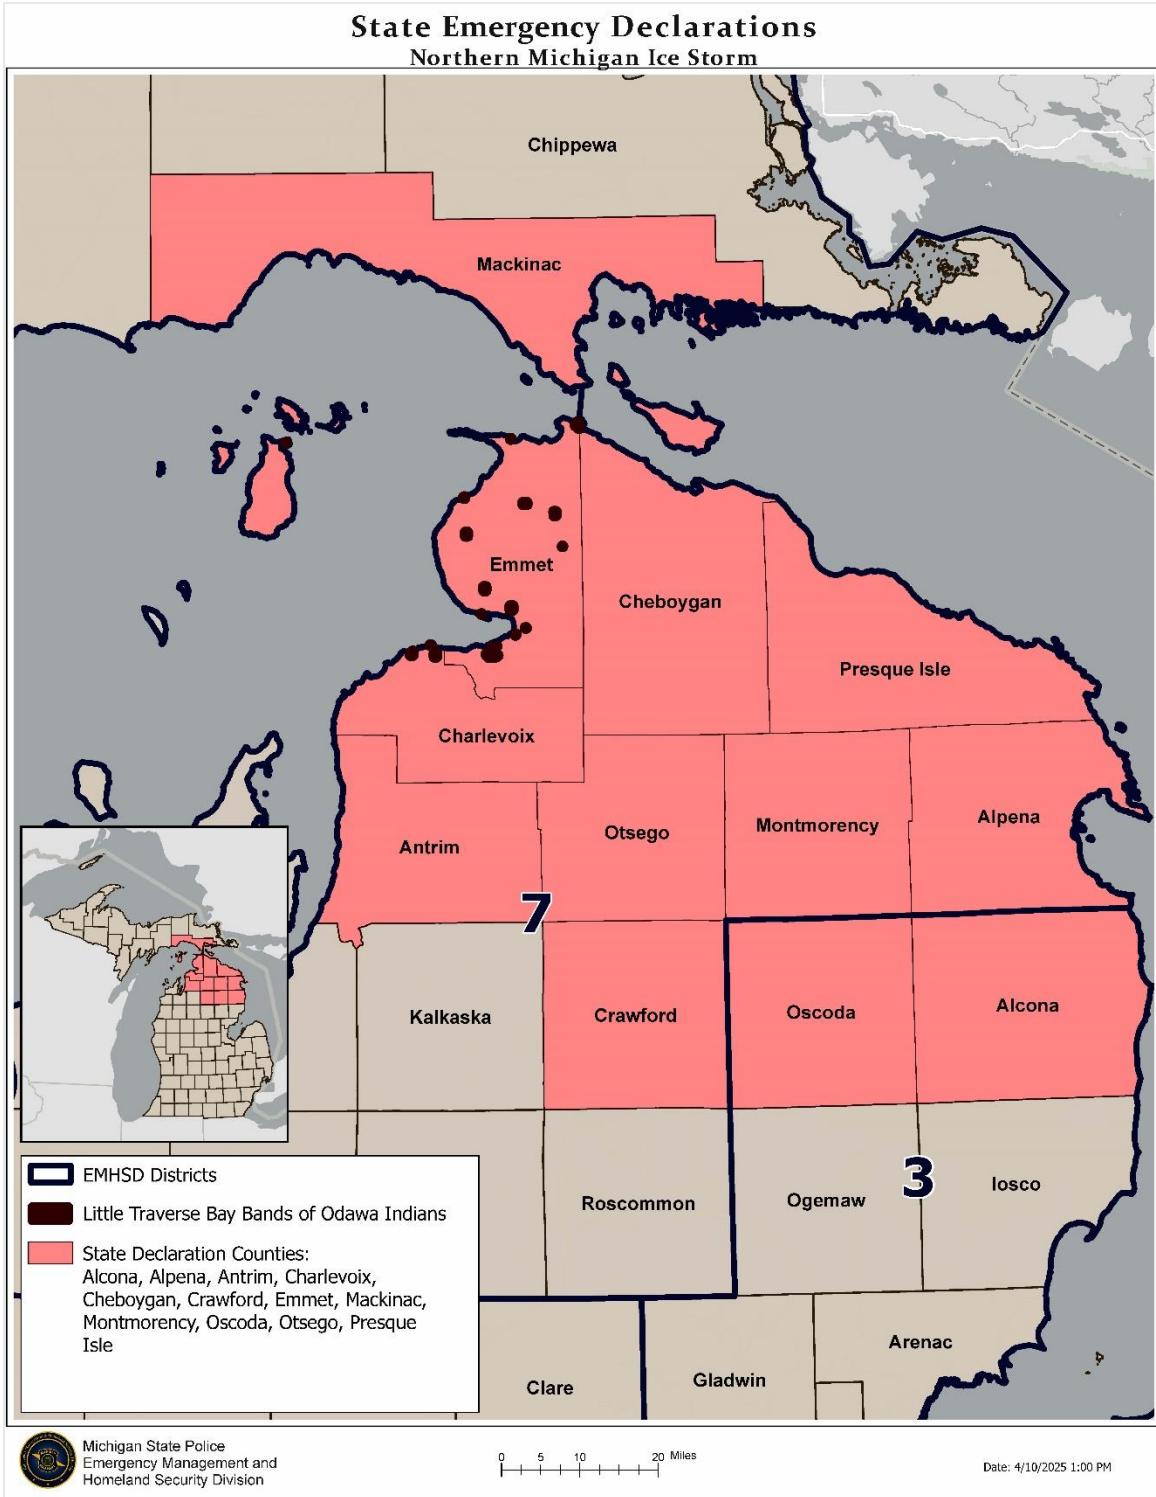 State Emergency Declarations
Northern Michigan Ice Storm
Chippewa
Mackinac
Emmet
Cheboygan
Presque Isle
Charlevoix
Antrim
Otsego
Montmorency
Alpena
7
Kalkaska
Crawford
Oscoda
Alcona
Roscommon
Ogemaw
3
Iosco
Clare
Gladwin
Arenac
EMHSD Districts
Little Traverse Bay Bands of Odawa Indians
State Declaration Counties:
Alcona, Alpena, Antrim, Charlevoix,
Cheboygan, Crawford, Emmet, Mackinac,
Montmorency, Oscoda, Otsego, Presque
Isle
Michigan State Police
Emergency Management and
Homeland Security Division
0 5 10 20 Miles
Date: 4/10/2025 1:00 PM